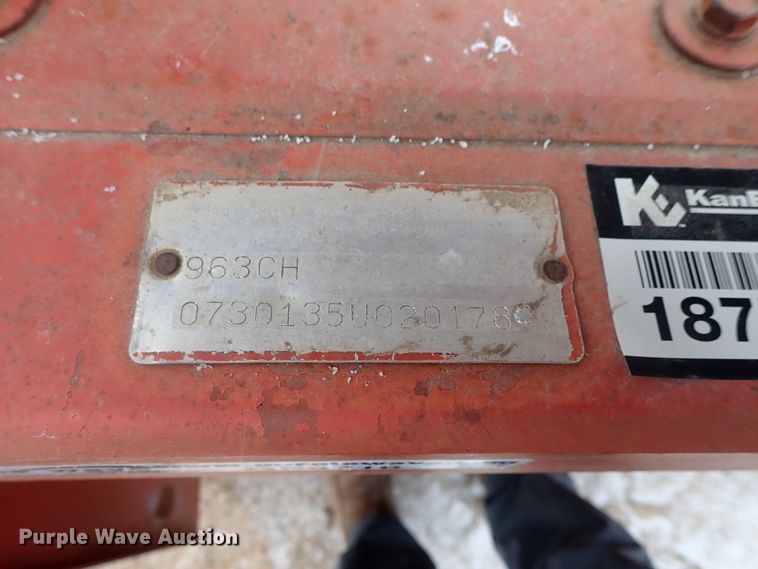 963CH
0730135U020178C
KanE
187
Purple Wave Auction